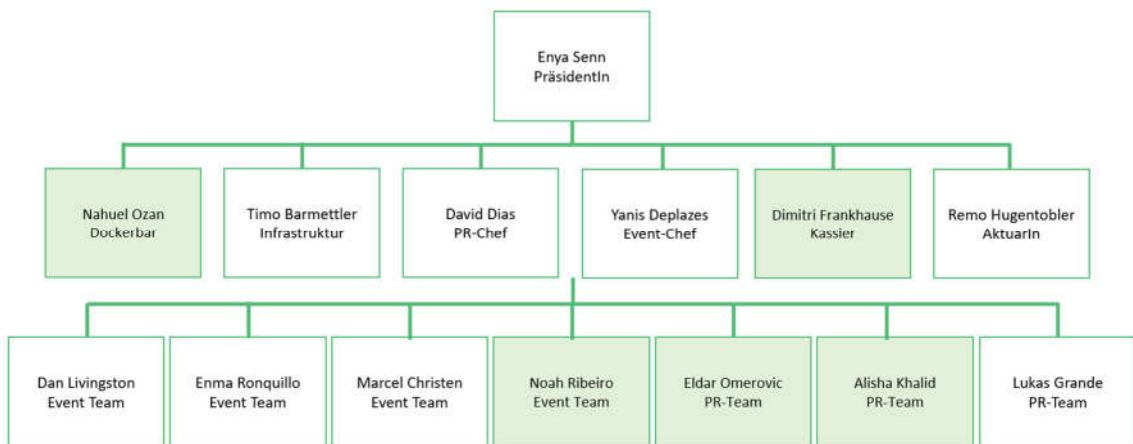 Enya Senn
PräsidentIn
Nahuel Ozan
Dockerbar
Timo Barmettler
Infrastruktur
David Dias
PR-Chef
Yanis Deplazes
Event-Chef
Dimitri Frankhause
Kassier
Remo Hugentobler
AktuarIn
Dan Livingston
Event Team
Enma Ronquillo
Event Team
Marcel Christen
Event Team
Noah Ribeiro
Event Team
Eldar Omerovic
PR-Team
Alisha Khalid
PR-Team
Lukas Grande
PR-Team